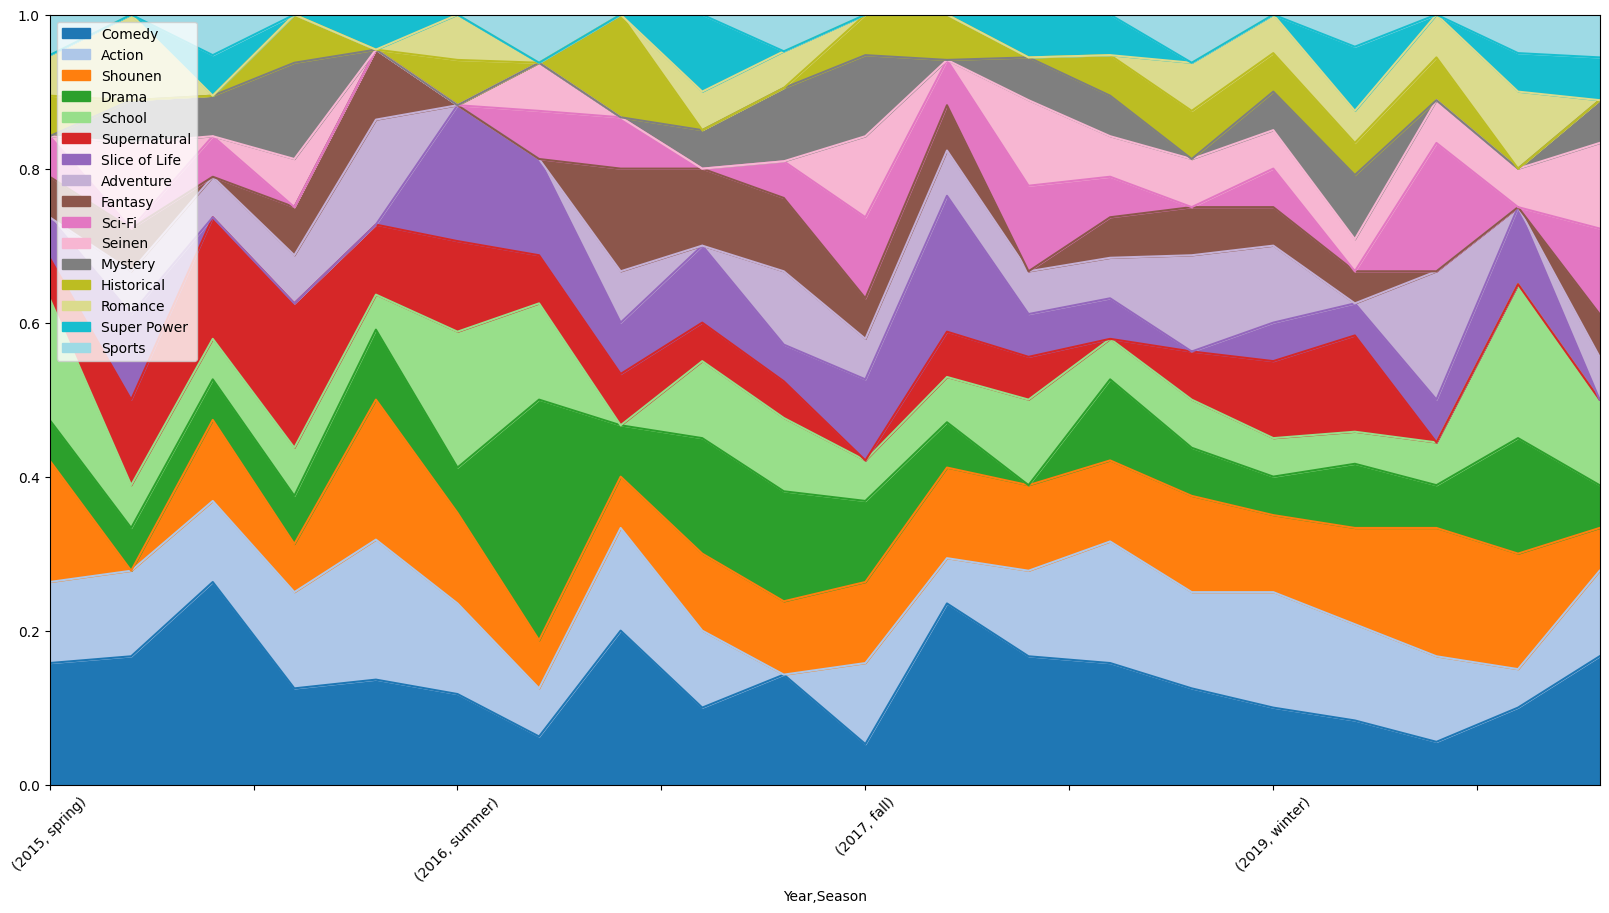 1.0
0.8
0.6
0.4
0.2
0.0
Comedy
Action
Shounen
Drama
School
Supernatural
Slice of Life
Adventure
Fantasy
Sci-Fi
Seinen
Mystery
Historical
Romance
Super Power
Sports
(2015, spring)
(2016, summer)
(2017, fall)
(2019, winter)
Year,Season